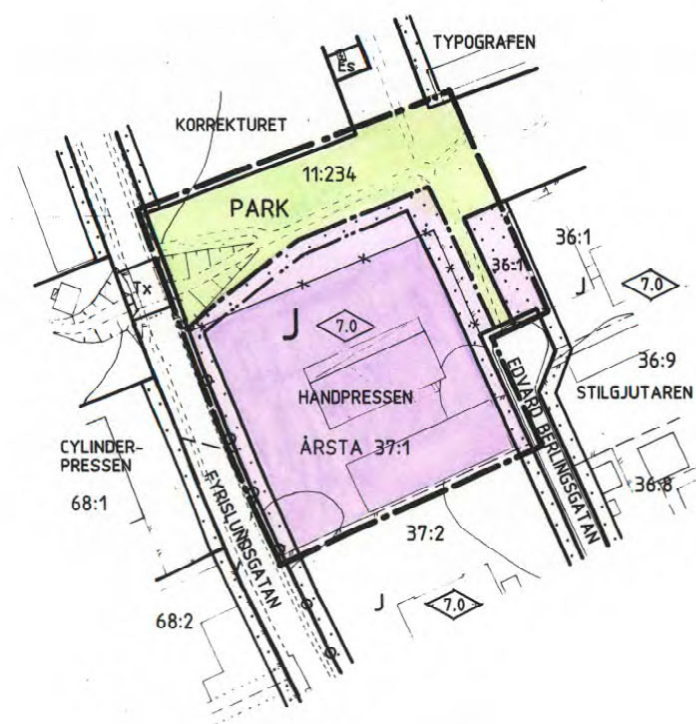 TYPOGRAFEN
Es
KORREKTURET
11:234
PARK
36:1
36:1
J
7.0
Tx
J
7.0
36:9
HANDPRESSEN
STILGJUTAREN
EDVARD BERLINGSGATAN
CYLINDER-
PRESSEN
ÅRSTA 37:1
68:1
36:8
FYRISLUNDSGATAN
37:2
J
7.0
68:2